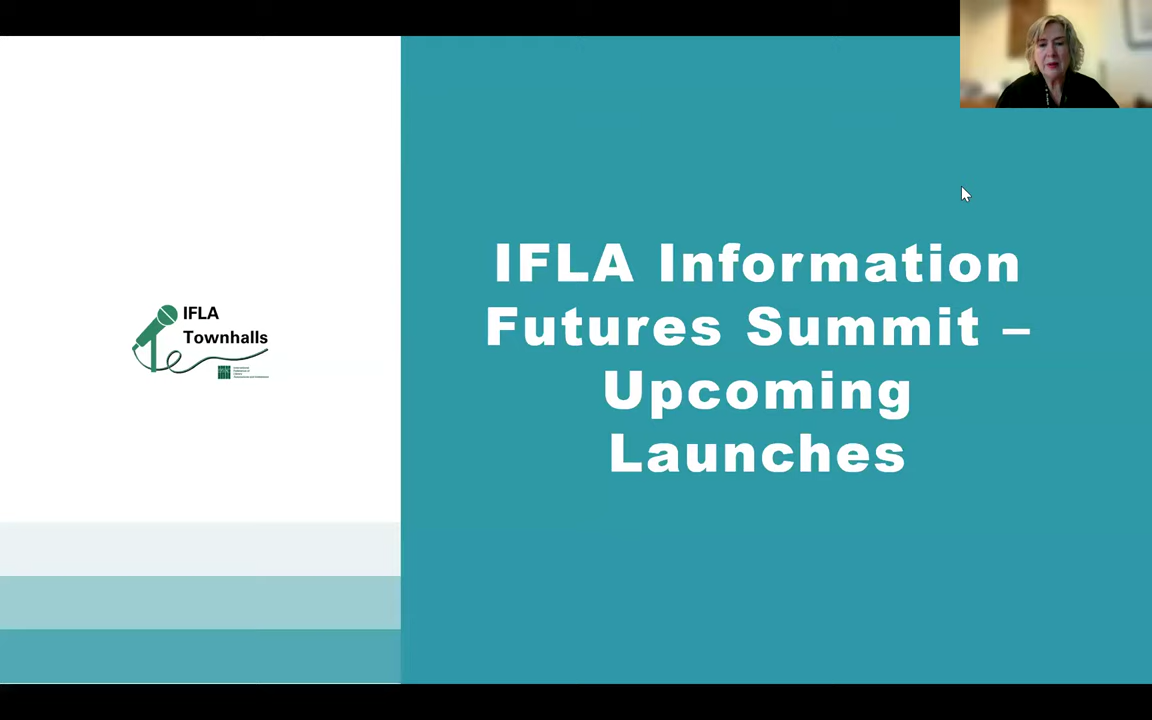 IFLA
Townhalls
IFLA Information
Futures Summit –
Upcoming
Launches